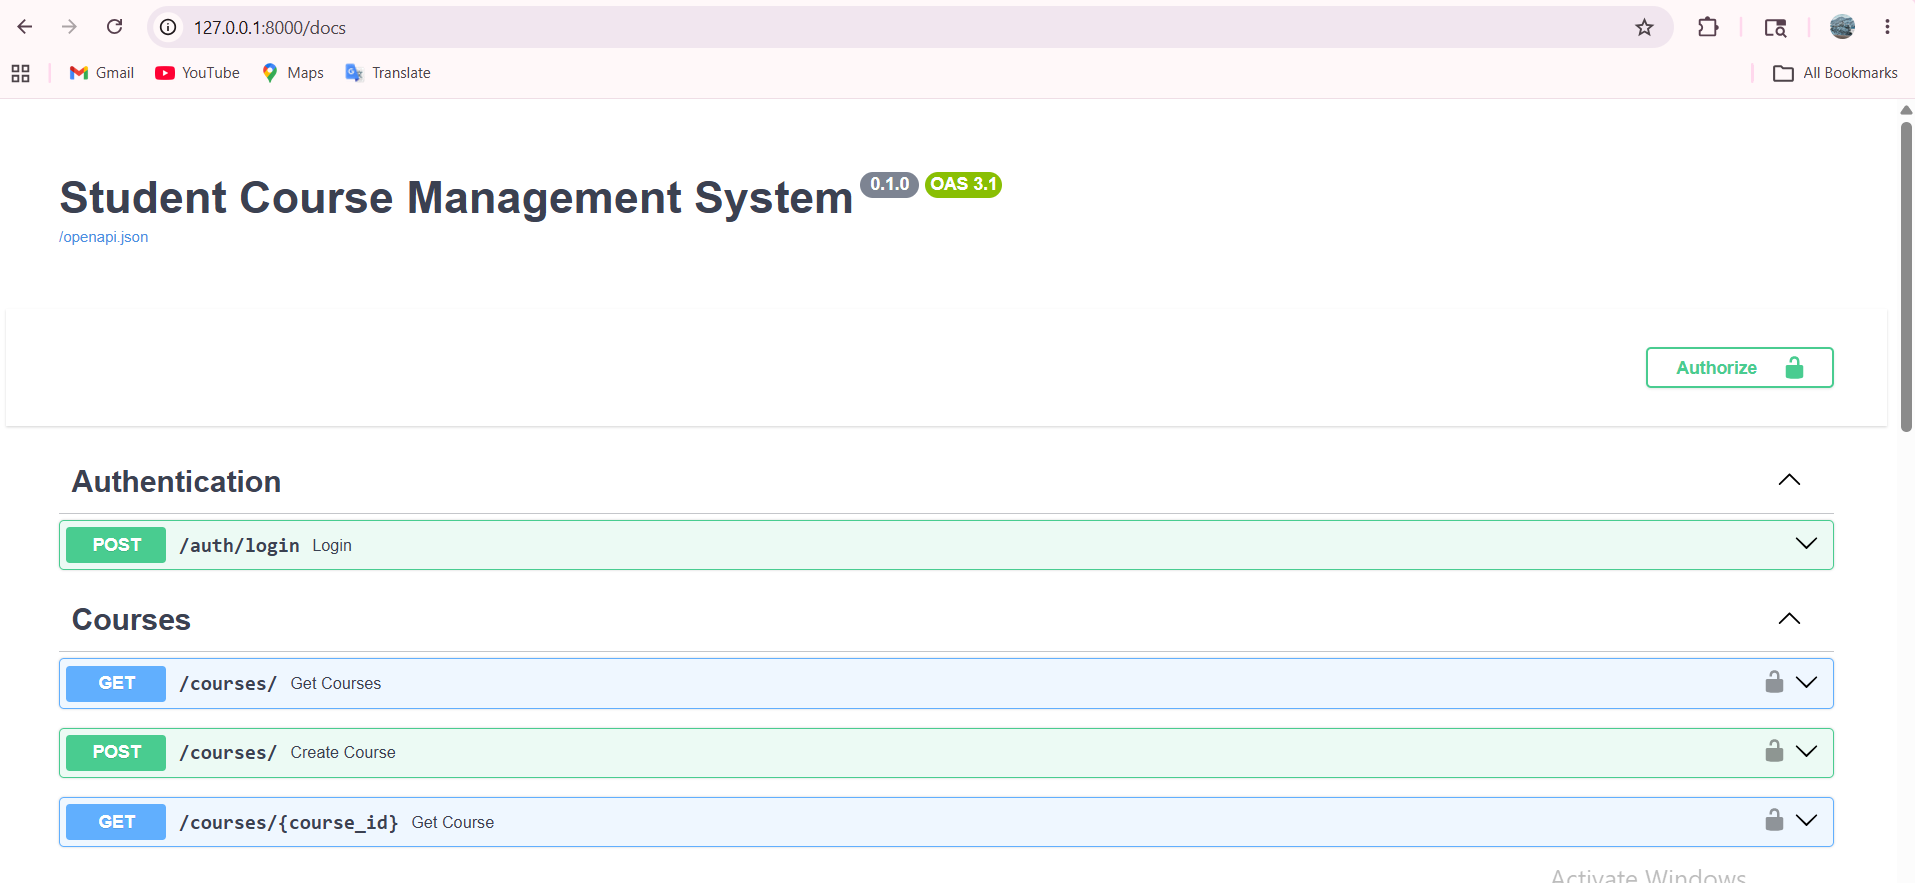 127.0.0.1:8000/docs
Gmail YouTube Maps Translate All Bookmarks
Student Course Management System 0.1.0 OAS 3.1
/openapi.json
Authorize
Authentication
POST /auth/login Login
Courses
GET /courses/ Get Courses
POST /courses/ Create Course
GET /courses/{course_id} Get Course
Activate Windows